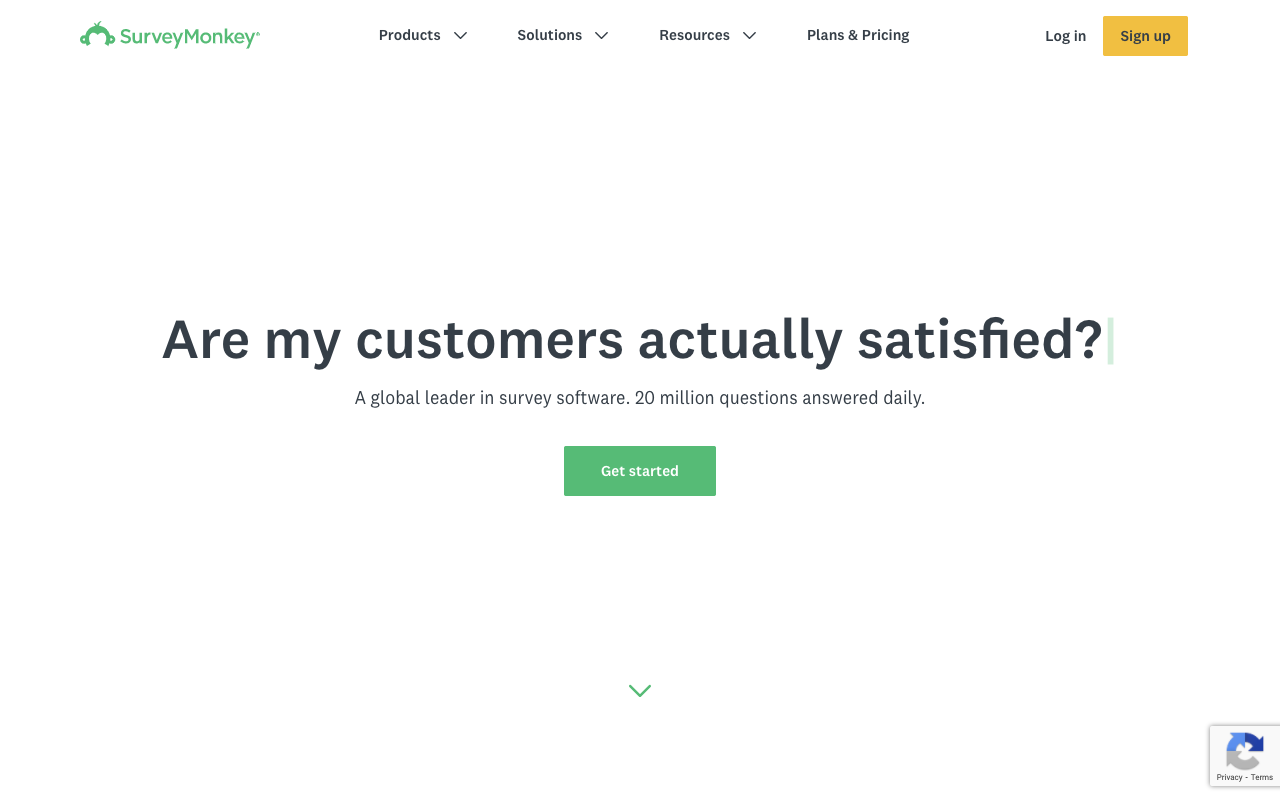 SurveyMonkey®
Products
Solutions
Resources
Plans & Pricing
Log in
Sign up
Are my customers actually satisfied?
A global leader in survey software. 20 million questions answered daily.
Get started
Privacy - Terms